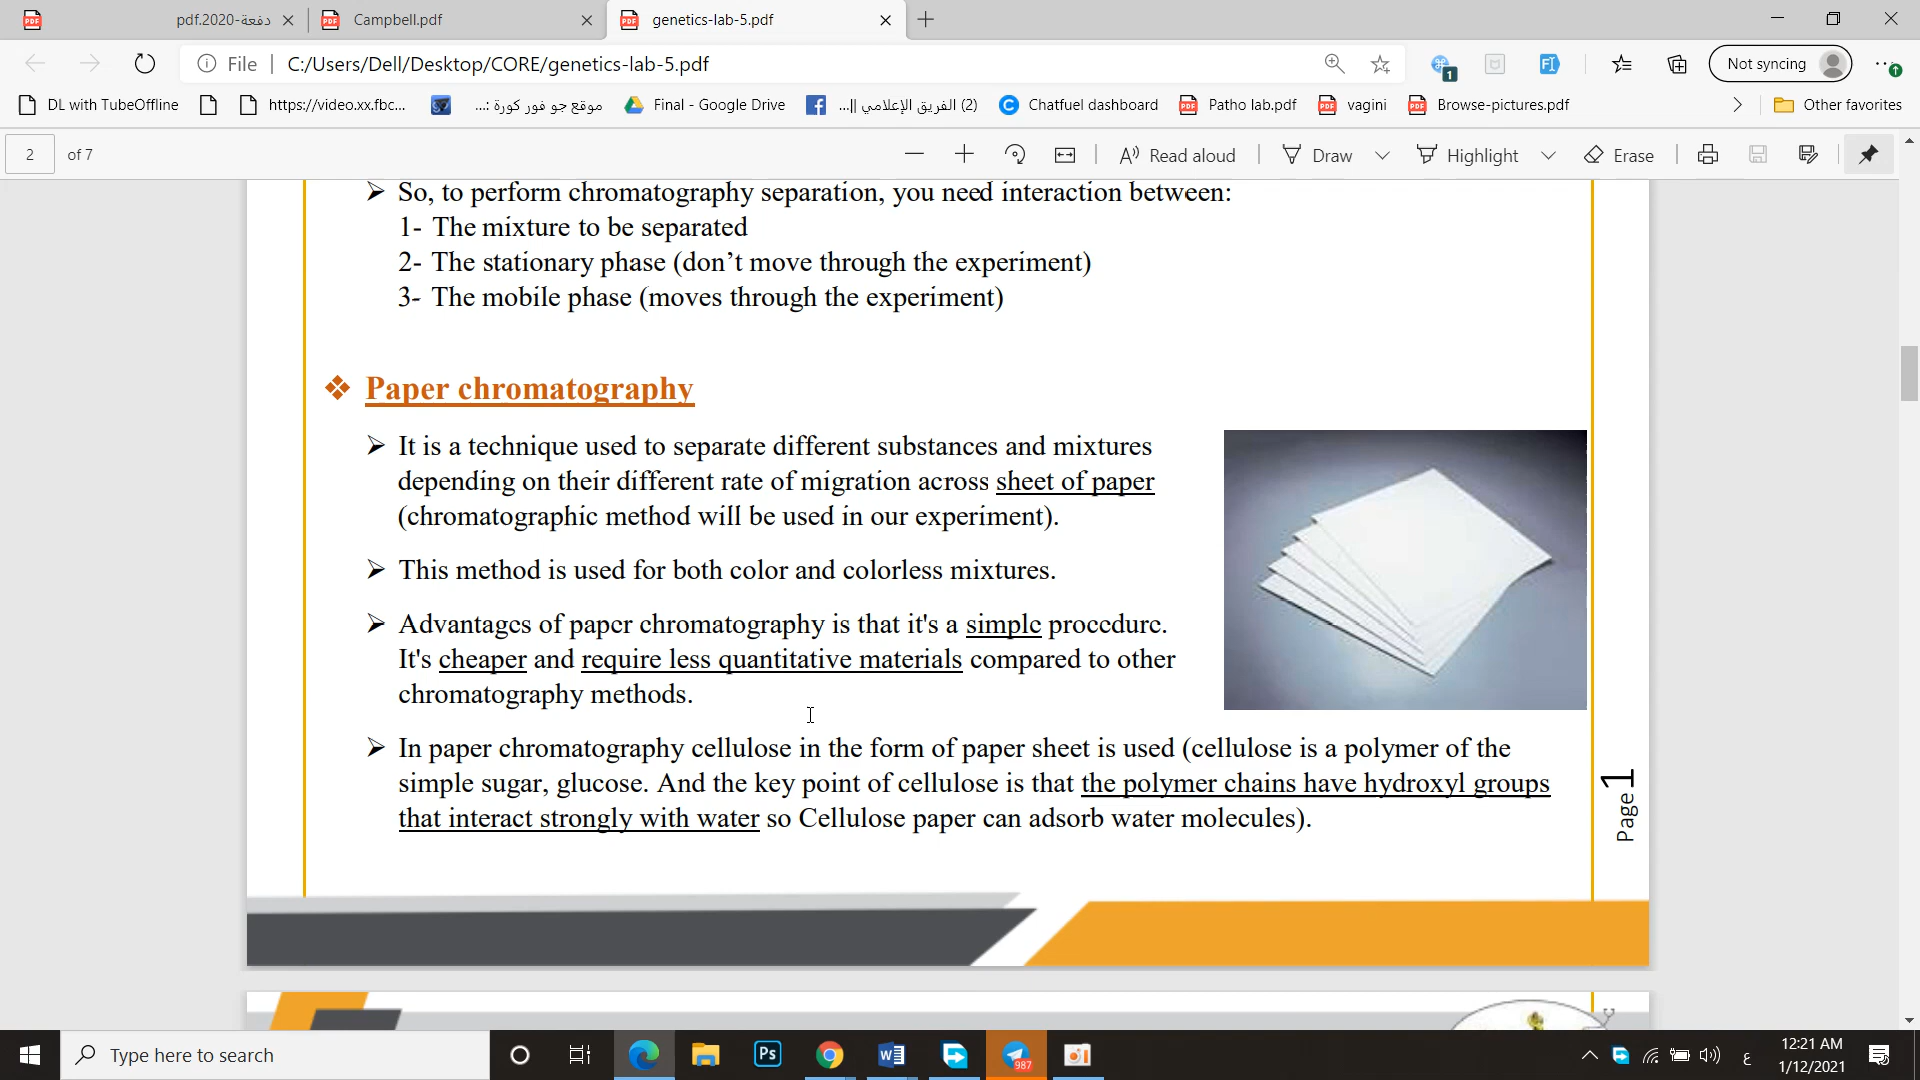 دفعة-2020.pdf
Campbell.pdf
genetics-lab-5.pdf
File
C:/Users/Dell/Desktop/CORE/genetics-lab-5.pdf
1
Not syncing
DL with TubeOffline
https://video.xx.fbc...
موقع جو فور كورة :...
Final - Google Drive
(2) الفريق الإعلامي ||...
Chatfuel dashboard
Patho lab.pdf
vagini
Browse-pictures.pdf
Other favorites
2 of 7
Read aloud
Draw
Highlight
Erase
So, to perform chromatography separation, you need interaction between:
1- The mixture to be separated
2- The stationary phase (don’t move through the experiment)
3- The mobile phase (moves through the experiment)
Paper chromatography
It is a technique used to separate different substances and mixtures
depending on their different rate of migration across sheet of paper
(chromatographic method will be used in our experiment).
This method is used for both color and colorless mixtures.
Advantages of paper chromatography is that it's a simple procedure.
It's cheaper and require less quantitative materials compared to other
chromatography methods.
In paper chromatography cellulose in the form of paper sheet is used (cellulose is a polymer of the
simple sugar, glucose. And the key point of cellulose is that the polymer chains have hydroxyl groups
that interact strongly with water so Cellulose paper can adsorb water molecules).
Page 1
Type here to search
Ps
987
ع
12:21 AM
1/12/2021